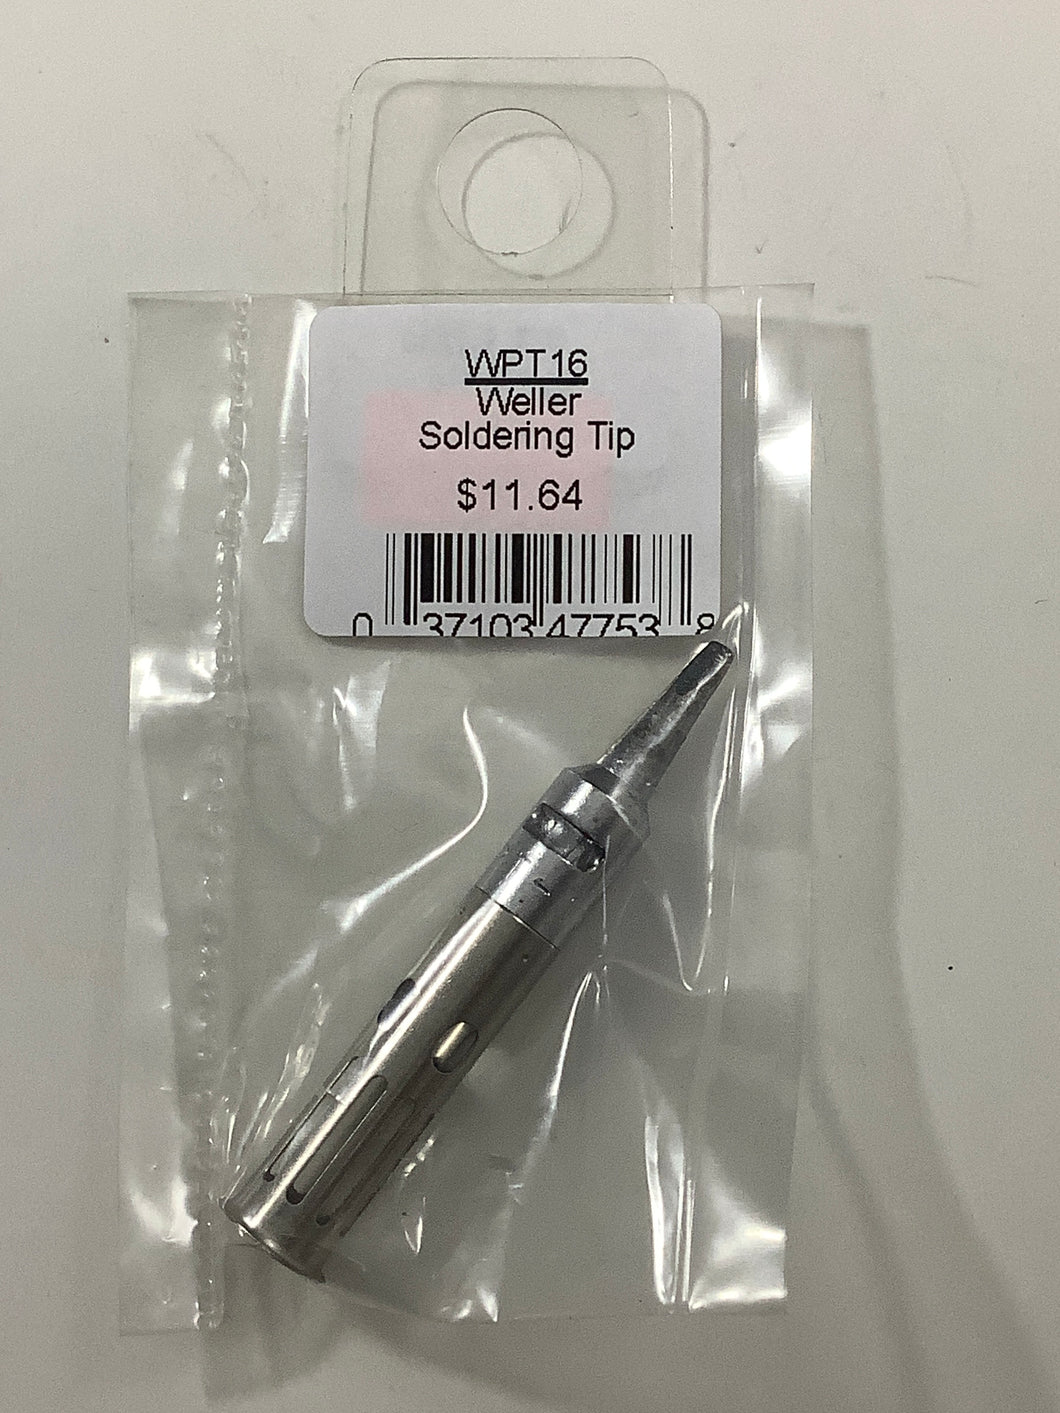 WPT16
Weller
Soldering Tip
$11.64
0 37103 47753 8